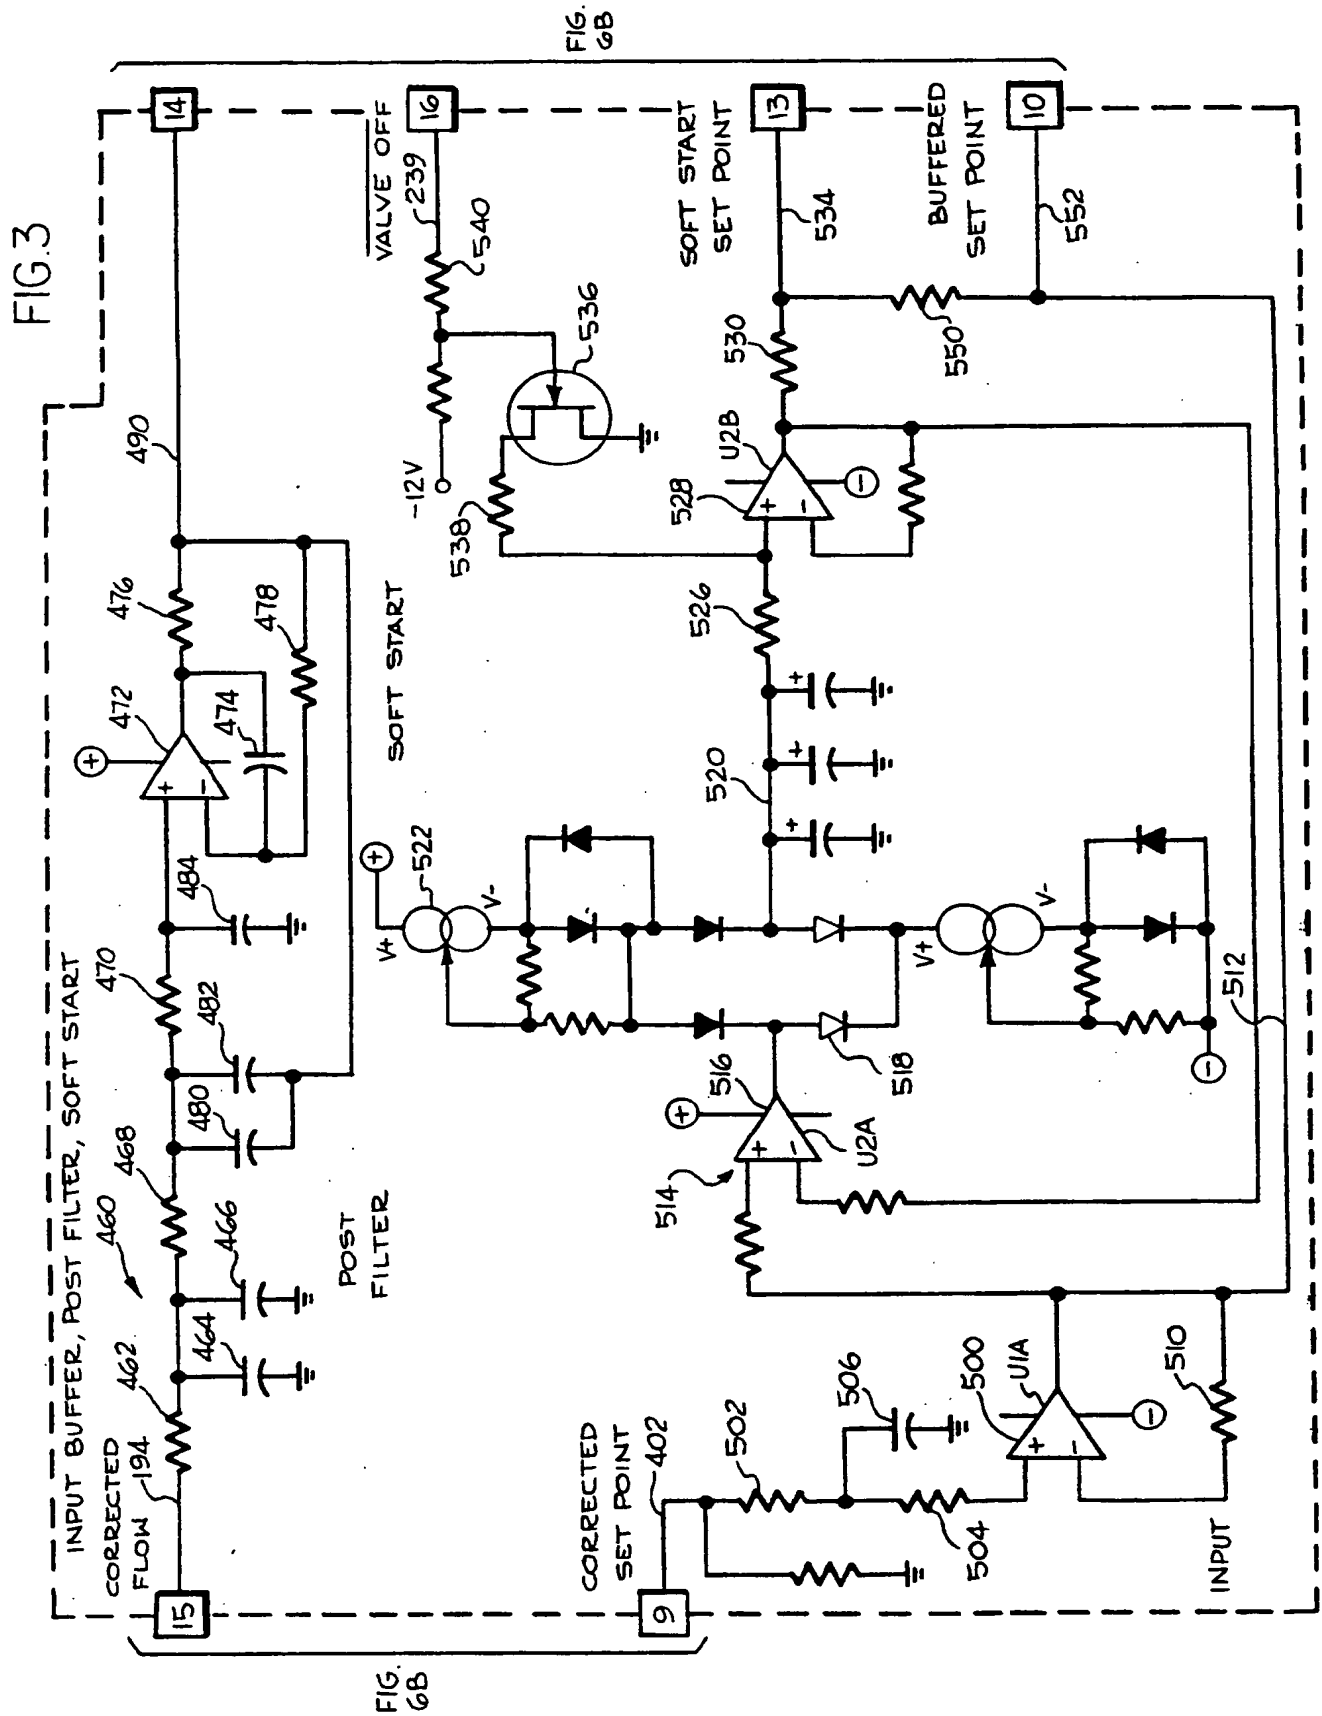 FIG.3
INPUT BUFFER, POST FILTER, SOFT START
FIG.
6B
FIG.
6B
15
CORRECTED
FLOW
194
462
464
466
460
468
480
482
470
484
+
-
+
472
474
476
478
490
14
POST
FILTER
SOFT START
VALVE OFF
16
239
540
-12V
536
538
+
V+
522
V-
520
+
+
+
526
528
U2B
+
-
-
530
534
SOFT START
SET POINT
13
550
BUFFERED
SET POINT
10
552
V+
V-
-
512
514
+
516
+
-
U2A
518
9
CORRECTED
SET POINT
402
502
506
504
500
U1A
+
-
-
510
INPUT